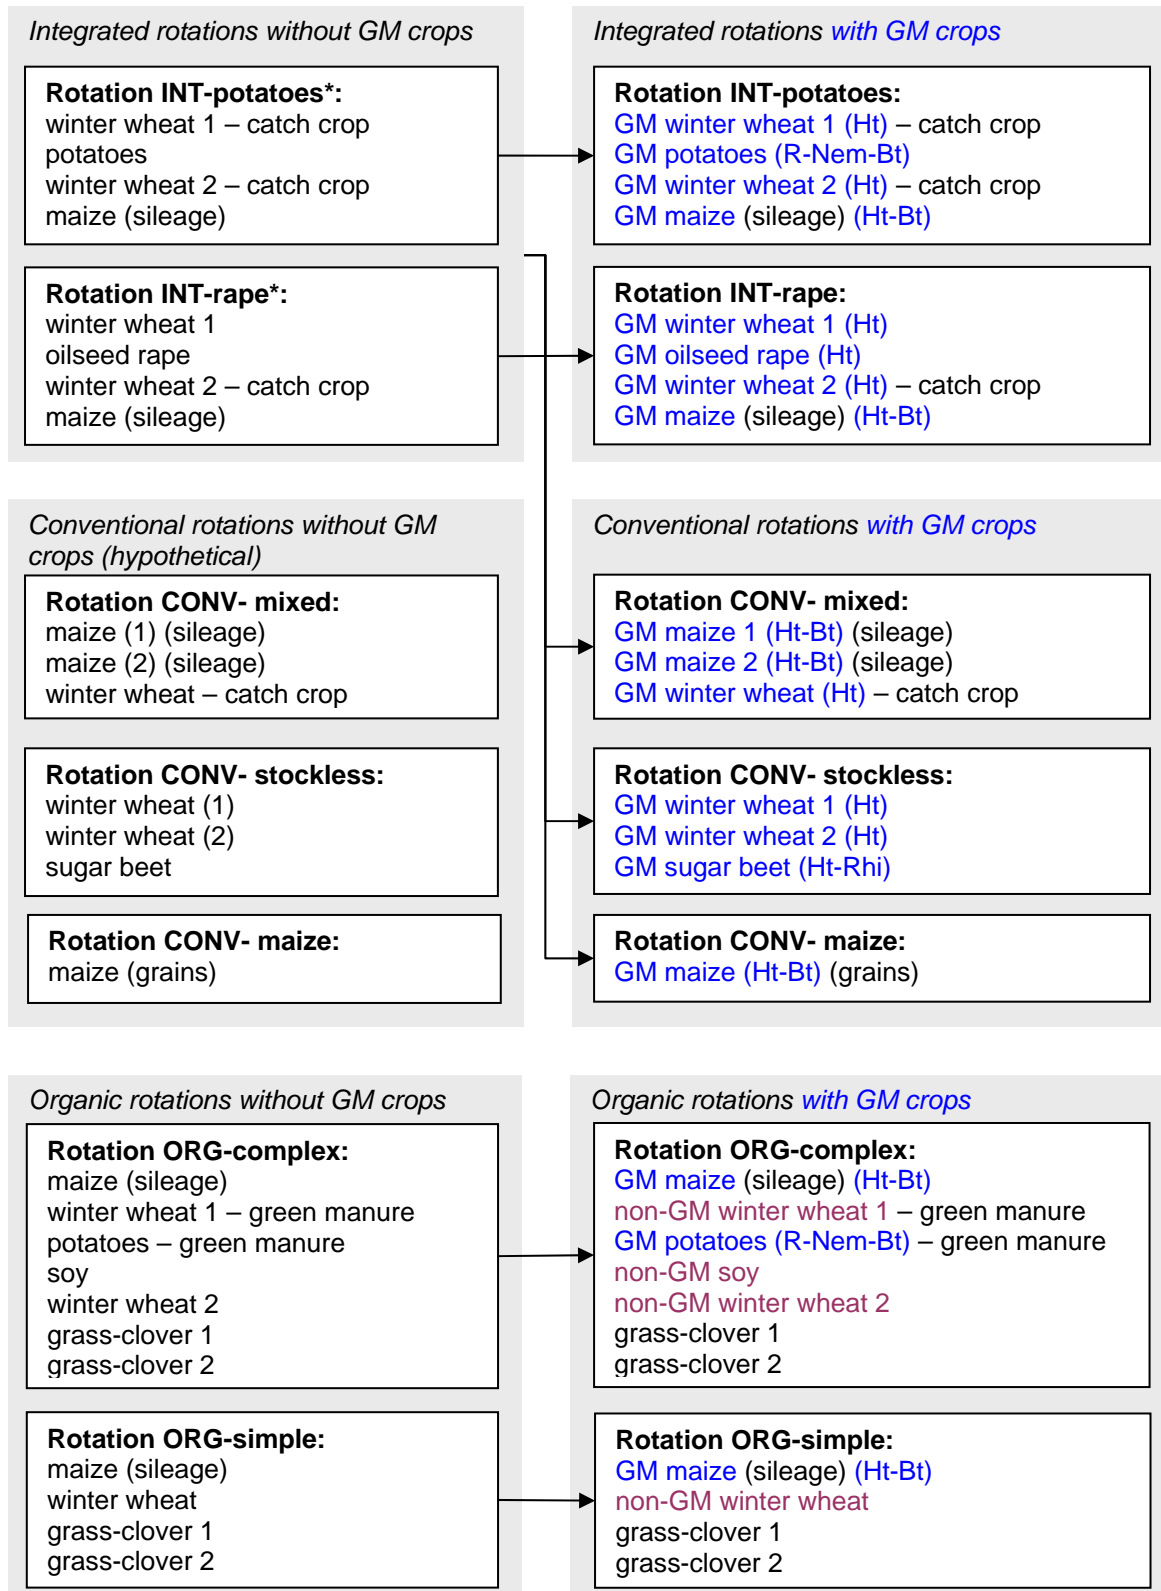 Integrated rotations without GM crops
Rotation INT-potatoes*:
winter wheat 1 – catch crop
potatoes
winter wheat 2 – catch crop
maize (sileage)
Rotation INT-rape*:
winter wheat 1
oilseed rape
winter wheat 2 – catch crop
maize (sileage)
Integrated rotations with GM crops
Rotation INT-potatoes:
GM winter wheat 1 (Ht) – catch crop
GM potatoes (R-Nem-Bt)
GM winter wheat 2 (Ht) – catch crop
GM maize (sileage) (Ht-Bt)
Rotation INT-rape:
GM winter wheat 1 (Ht)
GM oilseed rape (Ht)
GM winter wheat 2 (Ht) – catch crop
GM maize (sileage) (Ht-Bt)
Conventional rotations without GM
crops (hypothetical)
Rotation CONV- mixed:
maize (1) (sileage)
maize (2) (sileage)
winter wheat – catch crop
Rotation CONV- stockless:
winter wheat (1)
winter wheat (2)
sugar beet
Rotation CONV- maize:
maize (grains)
Conventional rotations with GM crops
Rotation CONV- mixed:
GM maize 1 (Ht-Bt) (sileage)
GM maize 2 (Ht-Bt) (sileage)
GM winter wheat (Ht) – catch crop
Rotation CONV- stockless:
GM winter wheat 1 (Ht)
GM winter wheat 2 (Ht)
GM sugar beet (Ht-Rhi)
Rotation CONV- maize:
GM maize (Ht-Bt) (grains)
Organic rotations without GM crops
Rotation ORG-complex:
maize (sileage)
winter wheat 1 – green manure
potatoes – green manure
soy
winter wheat 2
grass-clover 1
grass-clover 2
Rotation ORG-simple:
maize (sileage)
winter wheat
grass-clover 1
grass-clover 2
Organic rotations with GM crops
Rotation ORG-complex:
GM maize (sileage) (Ht-Bt)
non-GM winter wheat 1 – green manure
GM potatoes (R-Nem-Bt) – green manure
non-GM soy
non-GM winter wheat 2
grass-clover 1
grass-clover 2
Rotation ORG-simple:
GM maize (sileage) (Ht-Bt)
non-GM winter wheat
grass-clover 1
grass-clover 2